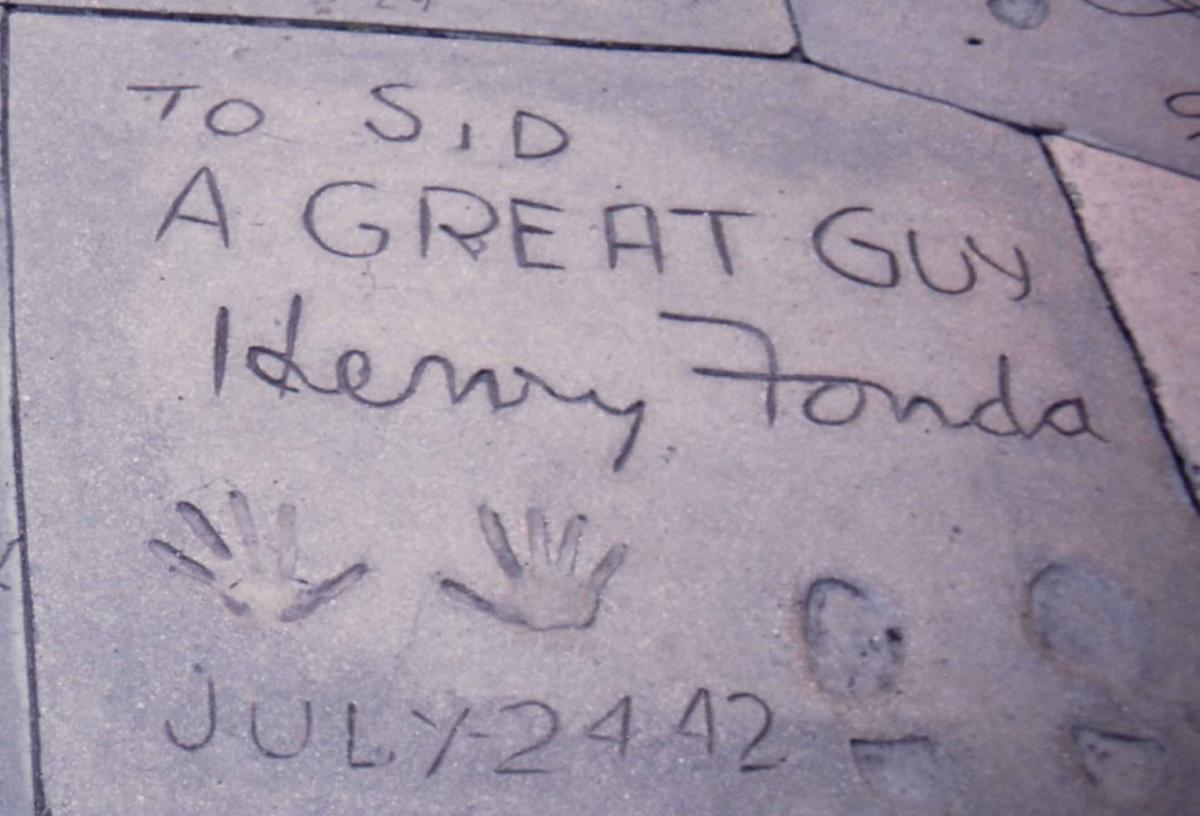 TO SID
A GREAT GUY
Henry Fonda
JULY-24 42